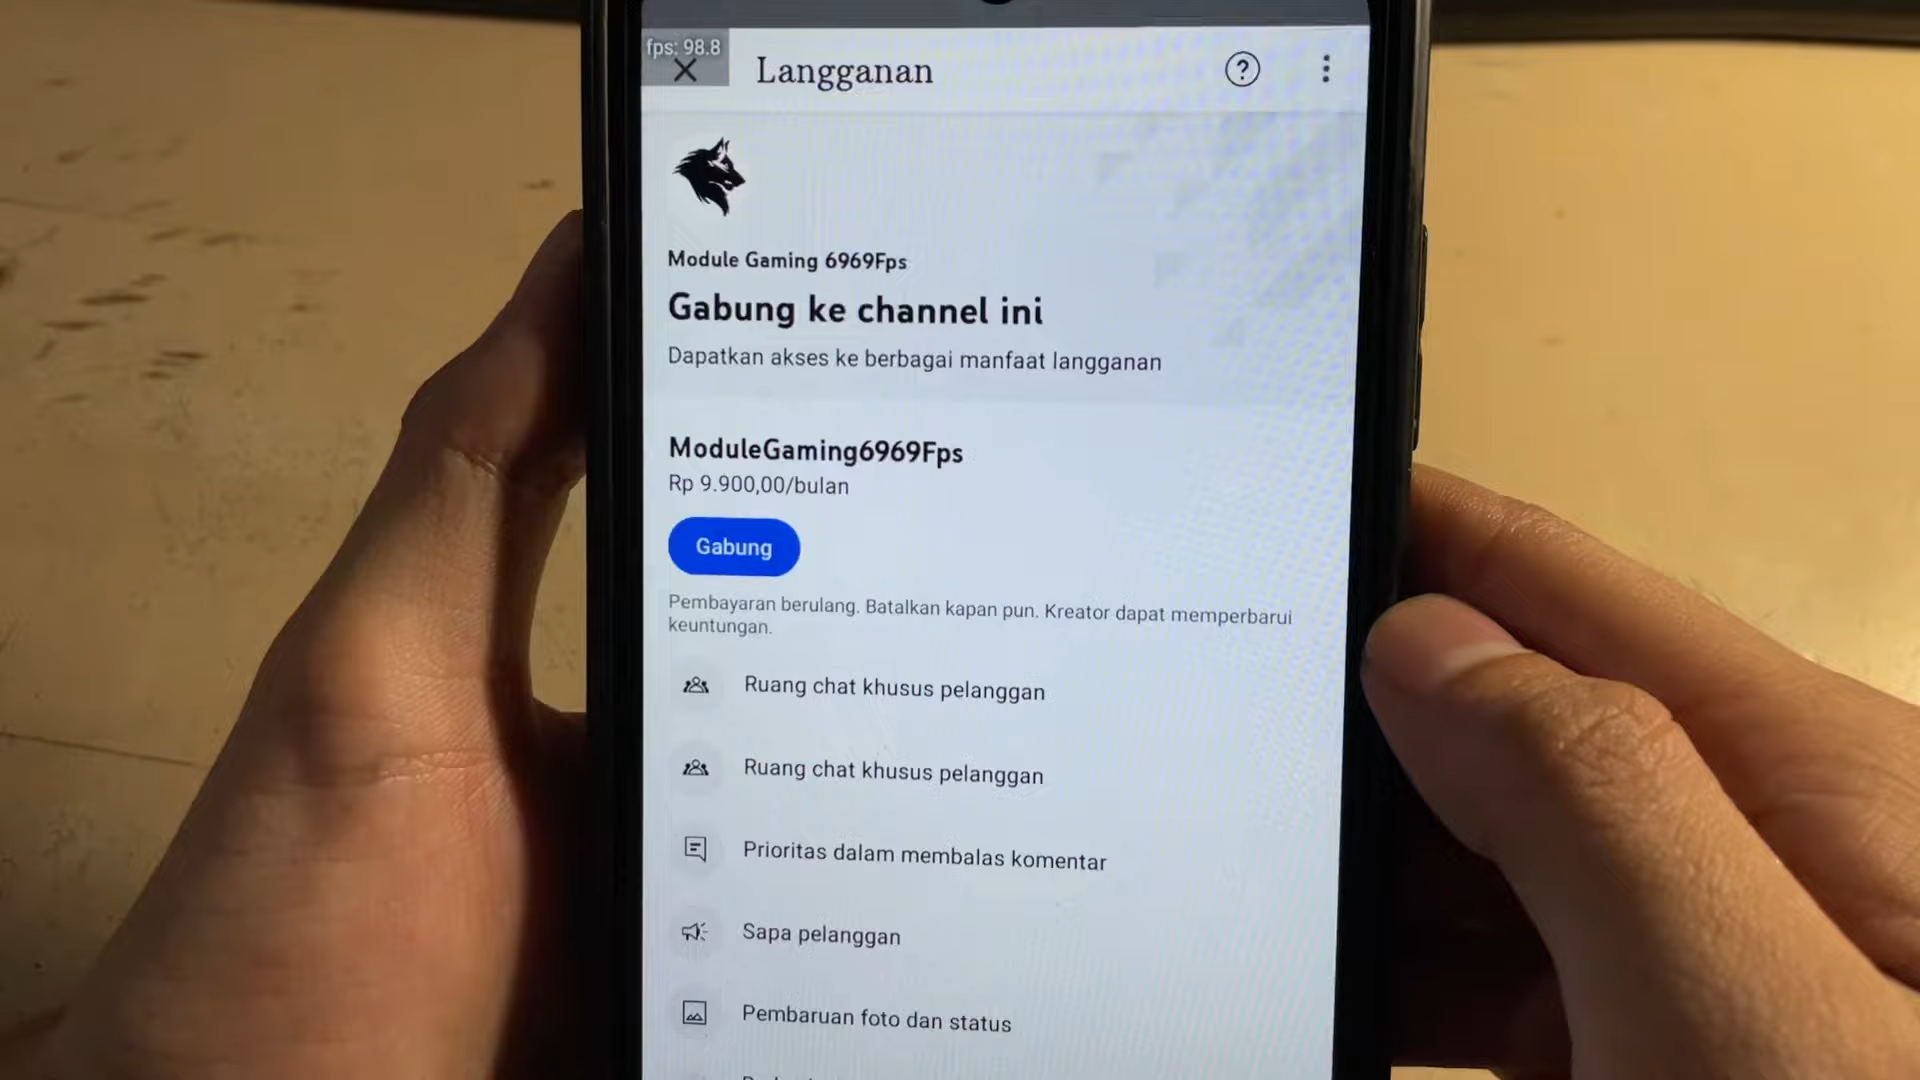 fps: 98.8
Langganan
Module Gaming 6969Fps
Gabung ke channel ini
Dapatkan akses ke berbagai manfaat langganan
ModuleGaming6969Fps
Rp 9.900,00/bulan
Gabung
Pembayaran berulang. Batalkan kapan pun. Kreator dapat memperbarui
keuntungan.
Ruang chat khusus pelanggan
Ruang chat khusus pelanggan
Prioritas dalam membalas komentar
Sapa pelanggan
Pembaruan foto dan status